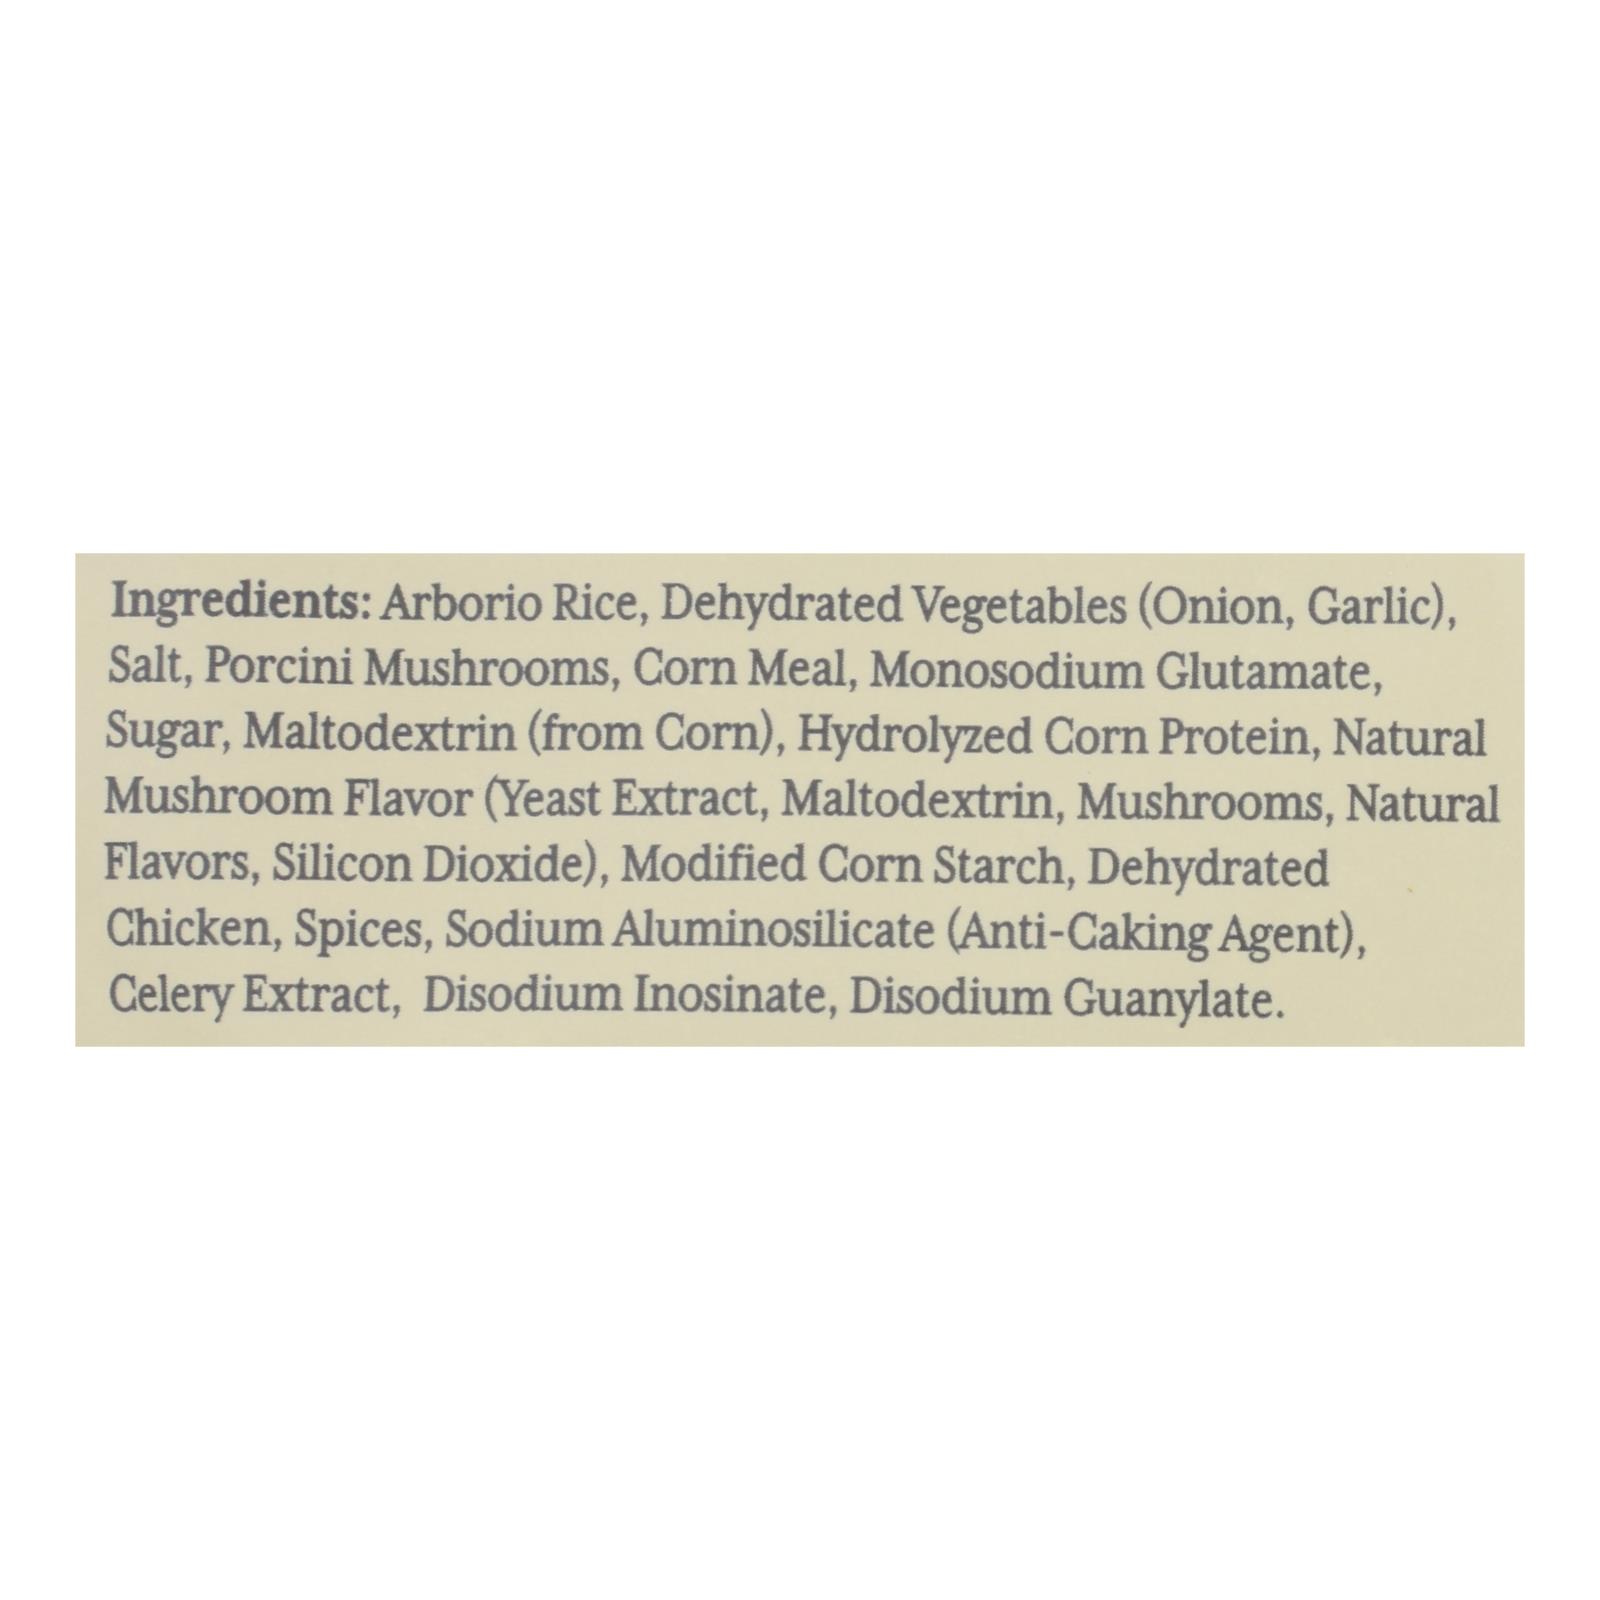 Ingredients: Arborio Rice, Dehydrated Vegetables (Onion, Garlic),
Salt, Porcini Mushrooms, Corn Meal, Monosodium Glutamate,
Sugar, Maltodextrin (from Corn), Hydrolyzed Corn Protein, Natural
Mushroom Flavor (Yeast Extract, Maltodextrin, Mushrooms, Natural
Flavors, Silicon Dioxide), Modified Corn Starch, Dehydrated
Chicken, Spices, Sodium Aluminosilicate (Anti-Caking Agent),
Celery Extract, Disodium Inosinate, Disodium Guanylate.